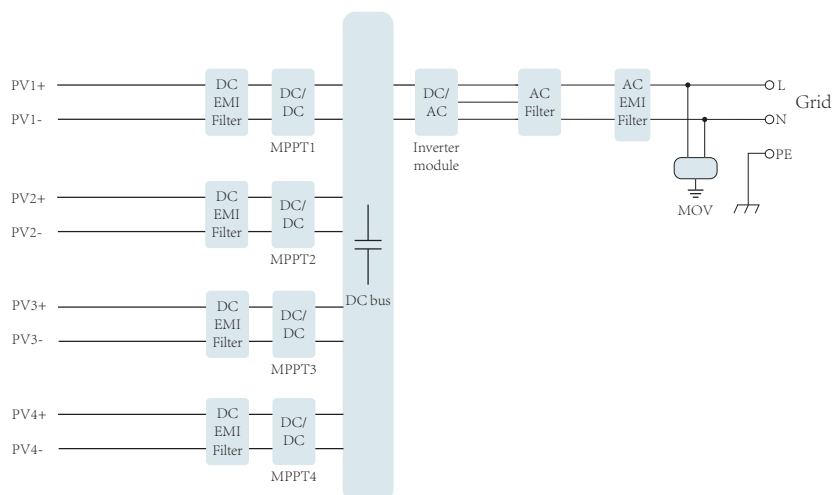 PV1+
PV1-
DC
EMI
Filter
DC/
DC
MPPT1
DC/
AC
Inverter
module
AC
Filter
AC
EMI
Filter
L
N
Grid
PE
MOV
PV2+
PV2-
DC
EMI
Filter
DC/
DC
MPPT2
DC bus
PV3+
PV3-
DC
EMI
Filter
DC/
DC
MPPT3
PV4+
PV4-
DC
EMI
Filter
DC/
DC
MPPT4